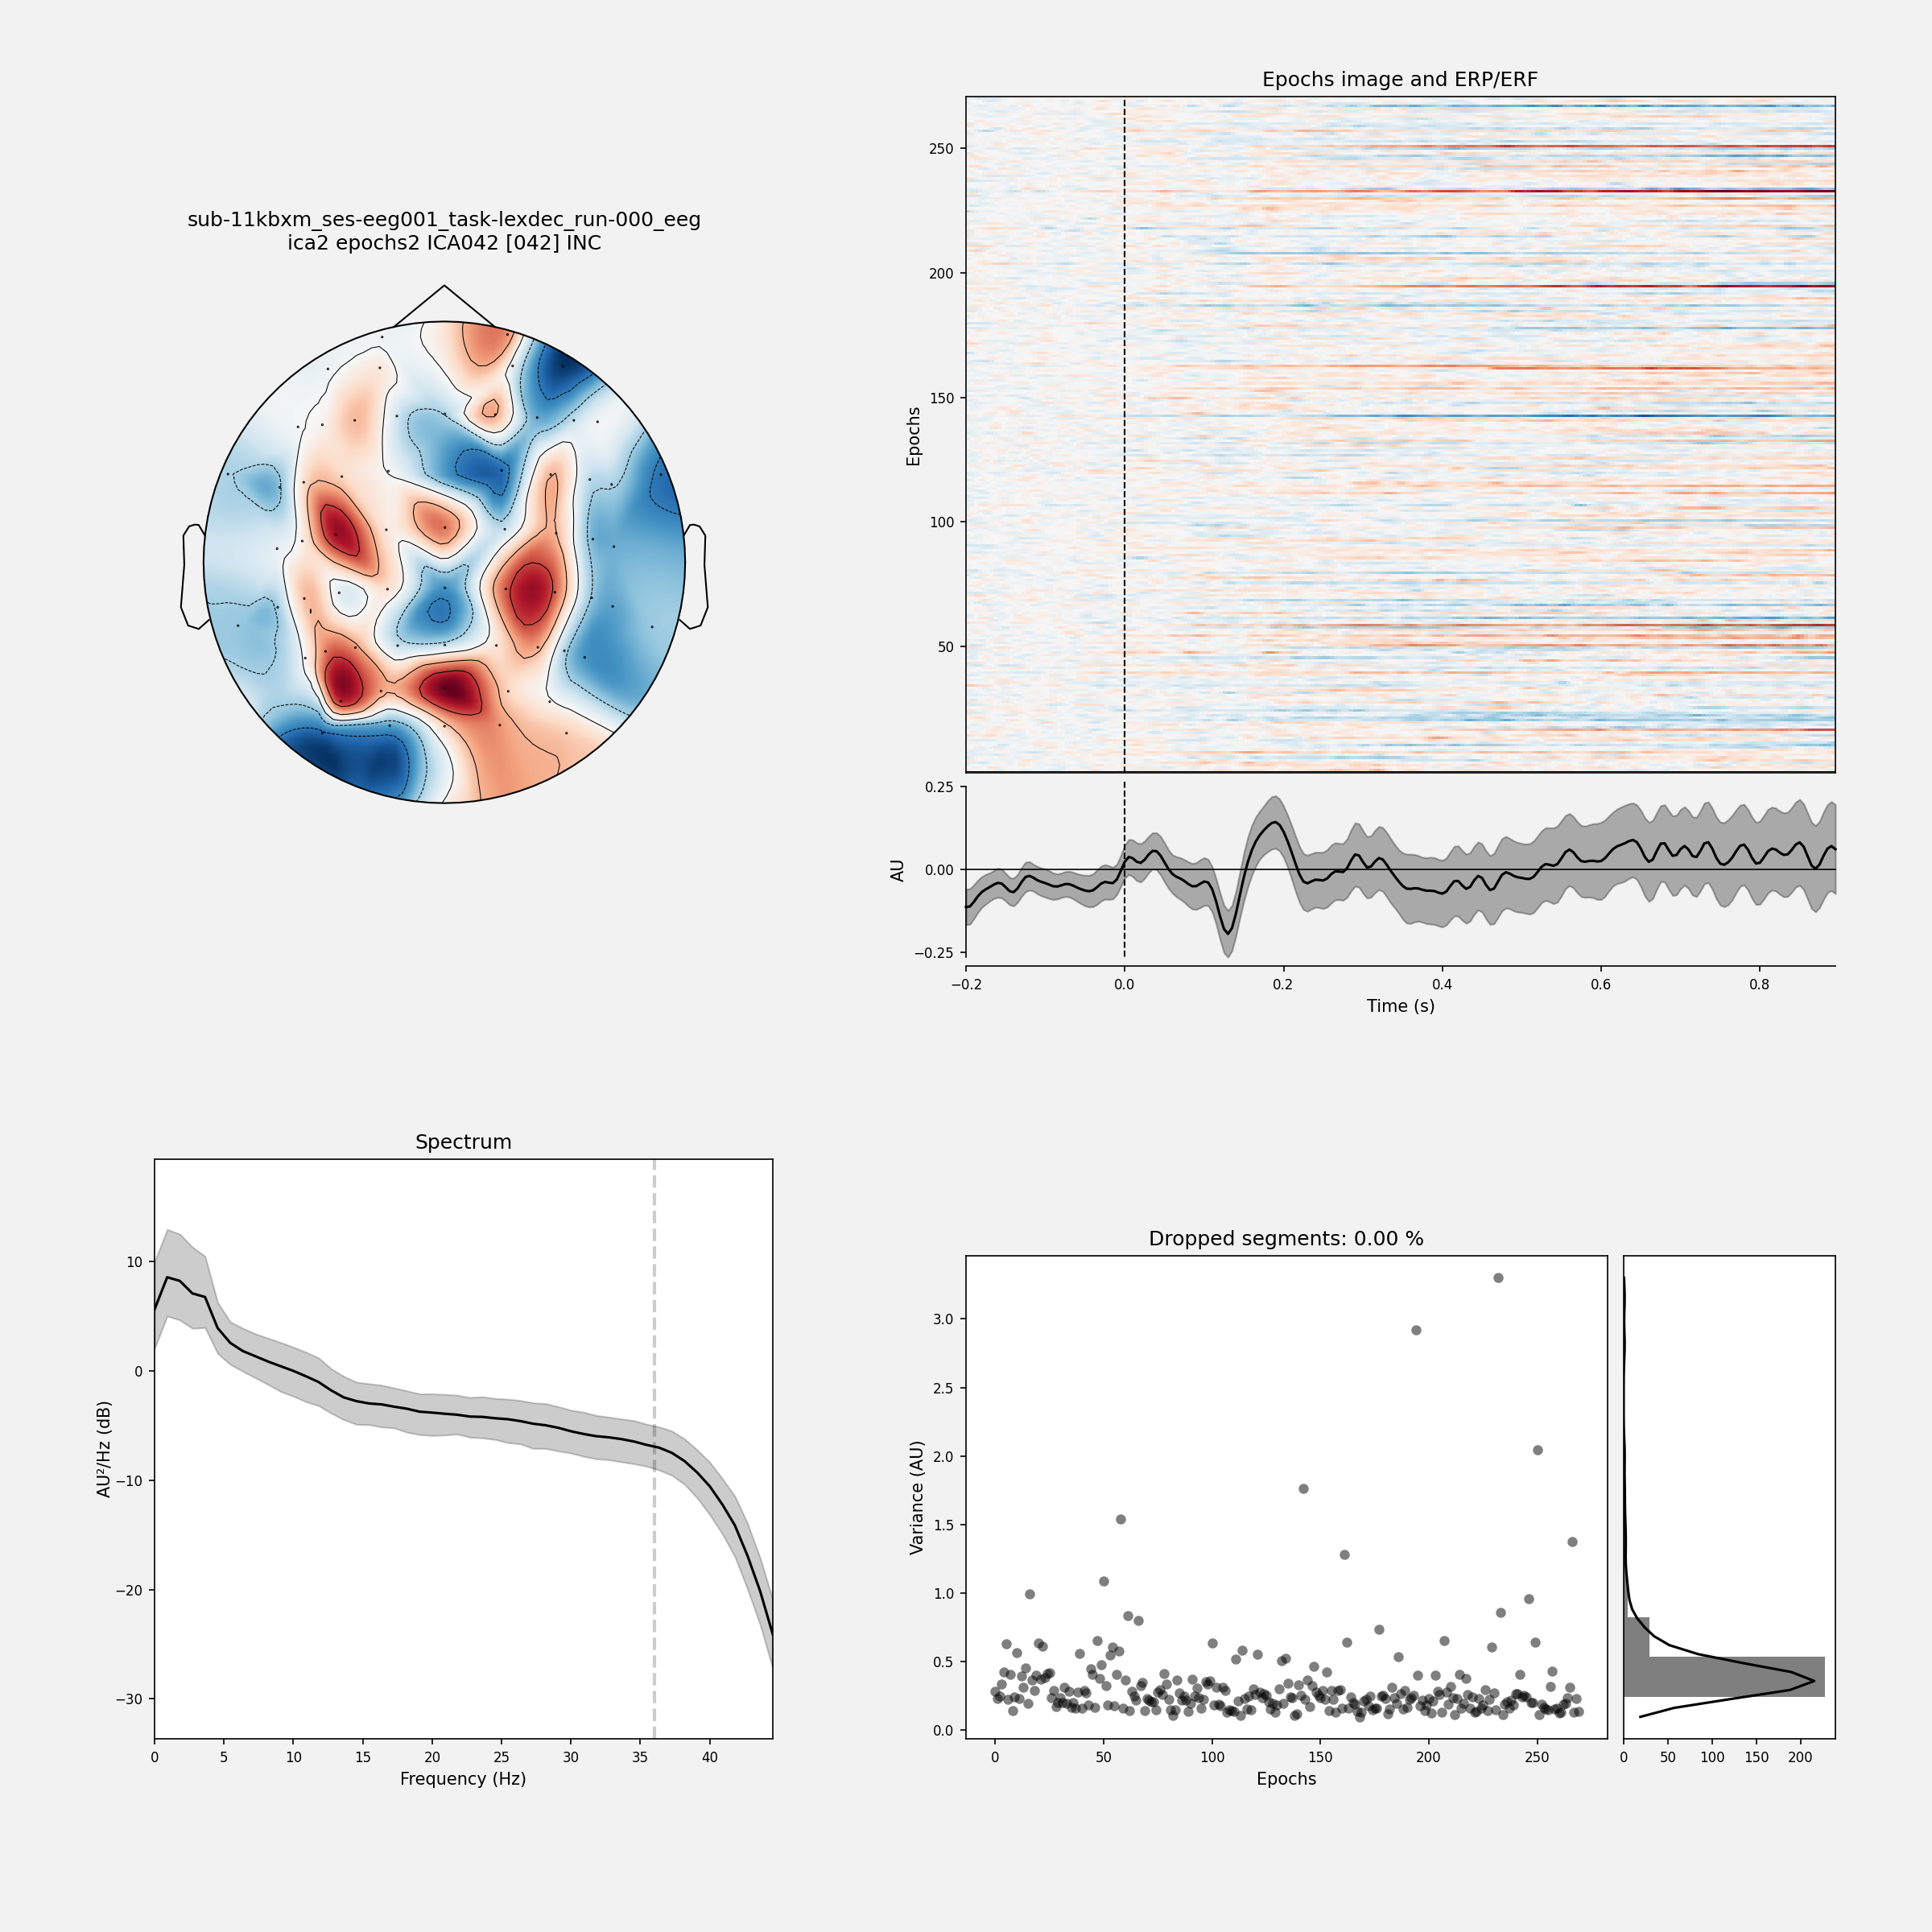 sub-11kbxm_ses-eeg001_task-lexdec_run-000_eeg
ica2 epochs2 ICA042 [042] INC
Epochs image and ERP/ERF
250
200
150
100
50
Epochs
0.25
0.00
−0.25
AU
−0.2 0.0 0.2 0.4 0.6 0.8
Time (s)
Spectrum
10
0
−10
−20
−30
AU²/Hz (dB)
0 5 10 15 20 25 30 35 40
Frequency (Hz)
Dropped segments: 0.00 %
3.0
2.5
2.0
1.5
1.0
0.5
0.0
Variance (AU)
0 50 100 150 200 250
Epochs
0 50 100 150 200